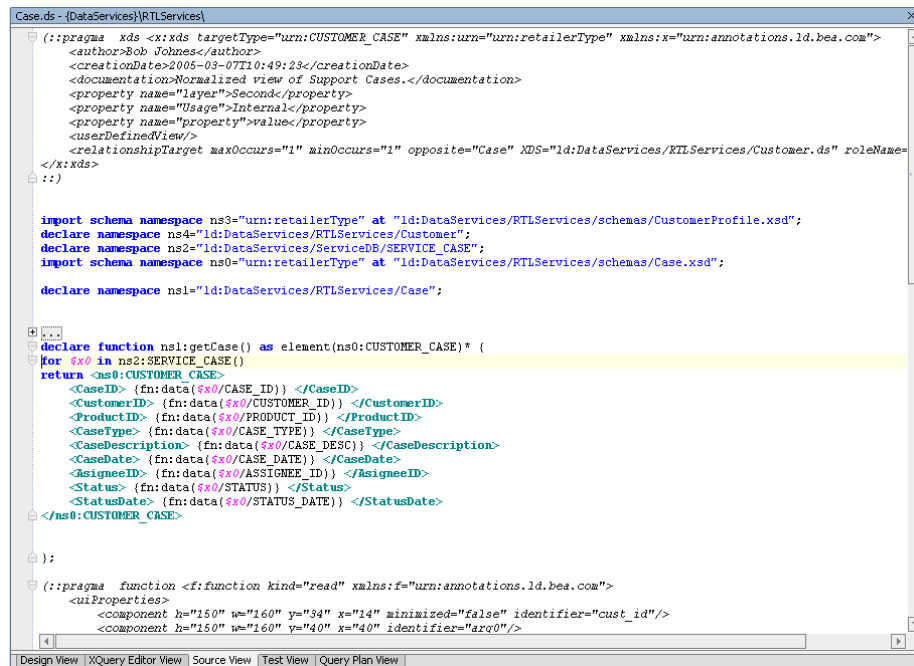 Case.ds - {DataServices}\RTLServices\
(::pragma xds <x:xds targetType="urn:CUSTOMER_CASE" xmlns:urn="urn:retailerType" xmlns:x="urn:annotations.ld.bea.com">
<author>Bob Johnes</author>
<creationDate>2005-03-07T10:49:23</creationDate>
<documentation>Normalized view of Support Cases.</documentation>
<property name="layer">Second</property>
<property name="Usage">Internal</property>
<property name="property">value</property>
<userDefinedView/>
<relationshipTarget maxOccurs="1" minOccurs="1" opposite="Case" XDS="ld:DataServices/RTLServices/Customer.ds" roleName=
</x:xds>
::)
import schema namespace ns3="urn:retailerType" at "ld:DataServices/RTLServices/schemas/CustomerProfile.xsd";
declare namespace ns4="ld:DataServices/RTLServices/Customer";
declare namespace ns2="ld:DataServices/ServiceDB/SERVICE_CASE";
import schema namespace ns0="urn:retailerType" at "ld:DataServices/RTLServices/schemas/Case.xsd";
declare namespace ns1="ld:DataServices/RTLServices/Case";
...
declare function ns1:getCase() as element(ns0:CUSTOMER_CASE)* {
for $x0 in ns2:SERVICE_CASE()
return <ns0:CUSTOMER_CASE>
<CaseID> {fn:data($x0/CASE_ID)} </CaseID>
<CustomerID> {fn:data($x0/CUSTOMER_ID)} </CustomerID>
<ProductID> {fn:data($x0/PRODUCT_ID)} </ProductID>
<CaseType> {fn:data($x0/CASE_TYPE)} </CaseType>
<CaseDescription> {fn:data($x0/CASE_DESC)} </CaseDescription>
<CaseDate> {fn:data($x0/CASE_DATE)} </CaseDate>
<AsigneeID> {fn:data($x0/ASSIGNEE_ID)} </AsigneeID>
<Status> {fn:data($x0/STATUS)} </Status>
<StatusDate> {fn:data($x0/STATUS_DATE)} </StatusDate>
</ns0:CUSTOMER_CASE>
};
(::pragma function <f:function kind="read" xmlns:f="urn:annotations.ld.bea.com">
<uiProperties>
<component h="150" w="160" y="34" x="14" minimized="false" identifier="cust_id"/>
<component h="150" w="160" y="40" x="40" identifier="arg0"/>
Design View XQuery Editor View Source View Test View Query Plan View